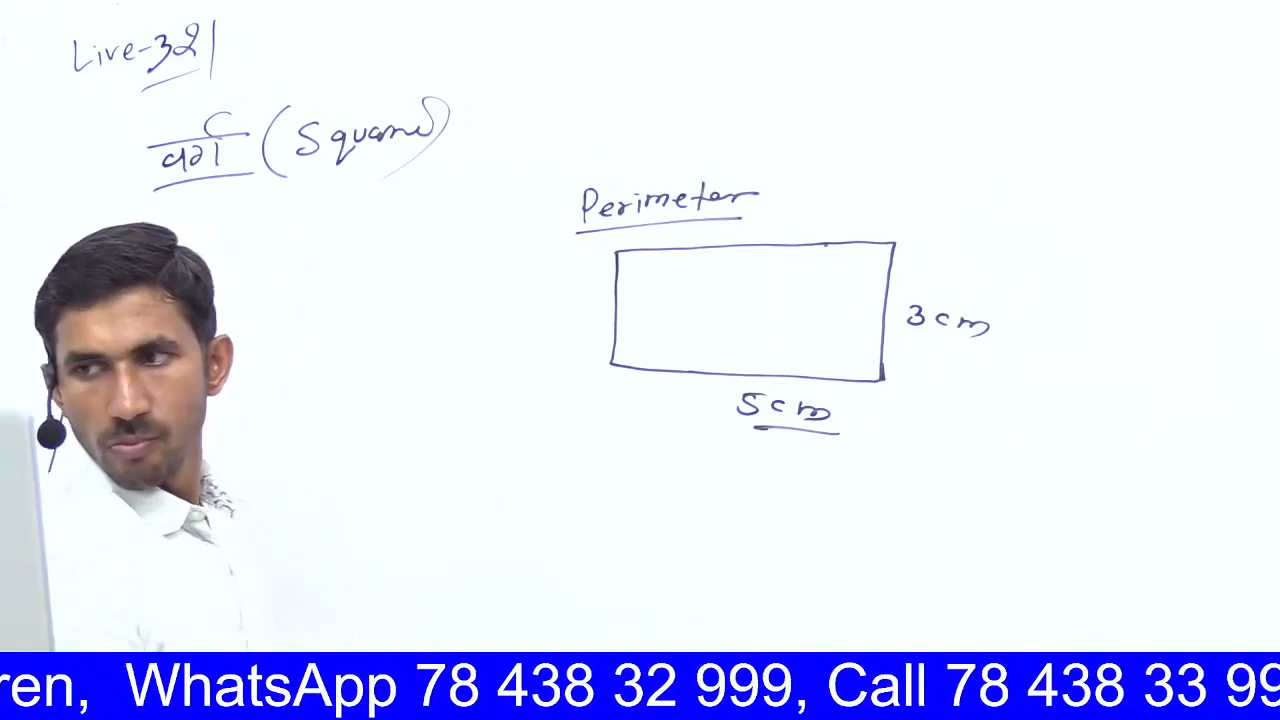 Live-321
वर्ग (Square)
Perimeter
3cm
5cm
ren, WhatsApp 78 438 32 999, Call 78 438 33 99